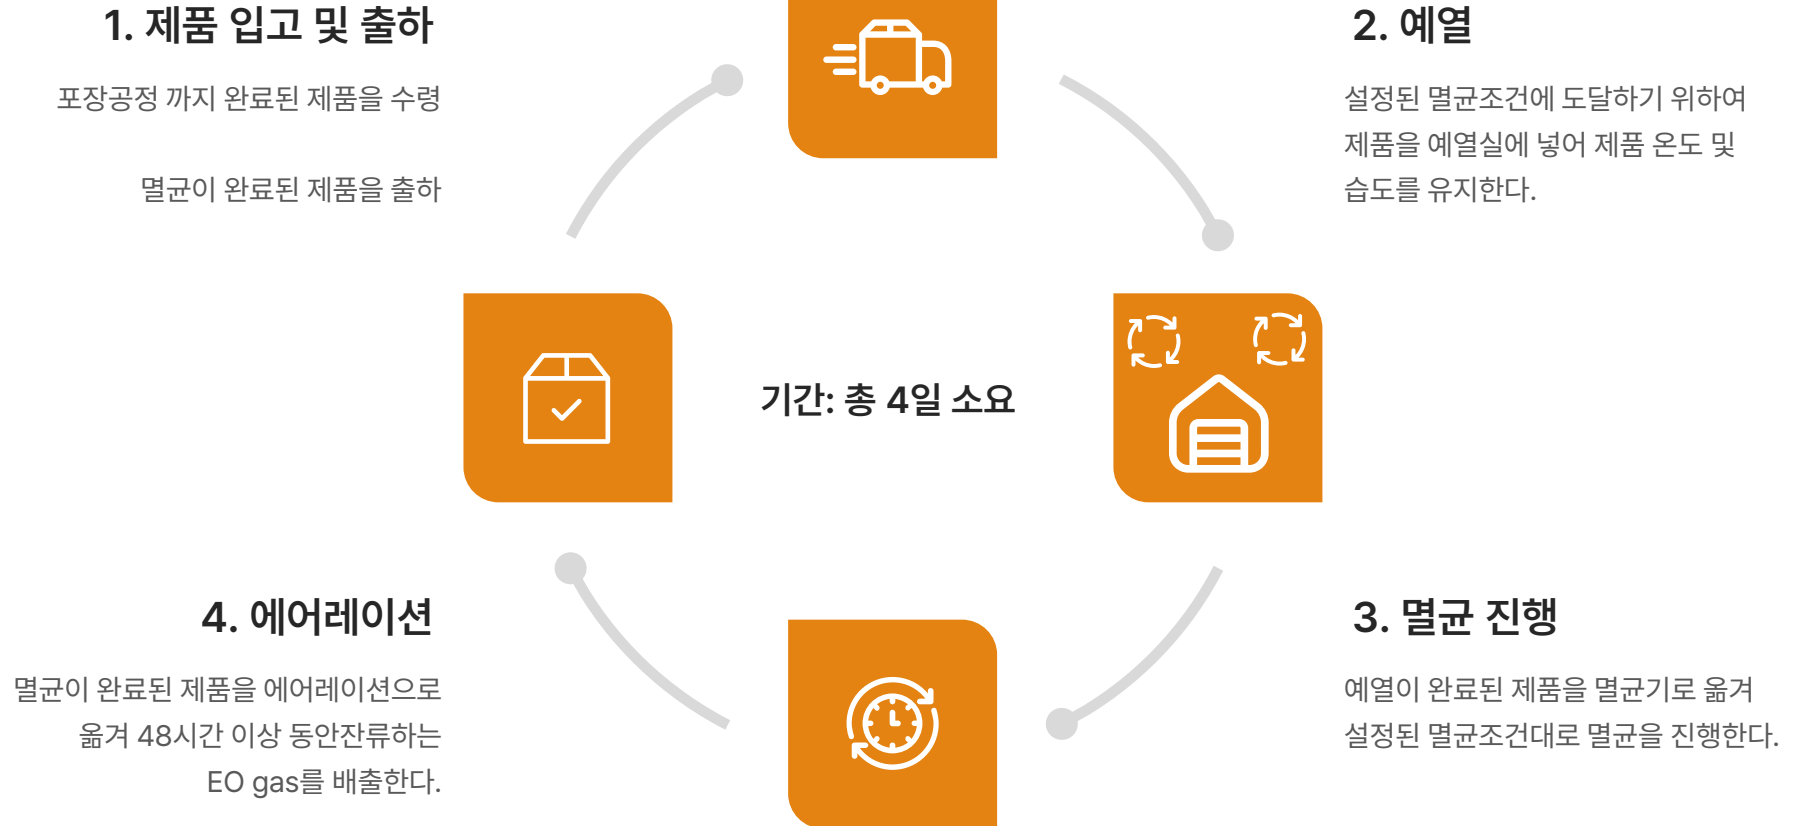 1. 제품 입고 및 출하
포장공정 까지 완료된 제품을 수령
멸균이 완료된 제품을 출하
2. 예열
설정된 멸균조건에 도달하기 위하여
제품을 예열실에 넣어 제품 온도 및
습도를 유지한다.
기간: 총 4일 소요
3. 멸균 진행
예열이 완료된 제품을 멸균기로 옮겨
설정된 멸균조건대로 멸균을 진행한다.
4. 에어레이션
멸균이 완료된 제품을 에어레이션으로
옮겨 48시간 이상 동안잔류하는
EO gas를 배출한다.